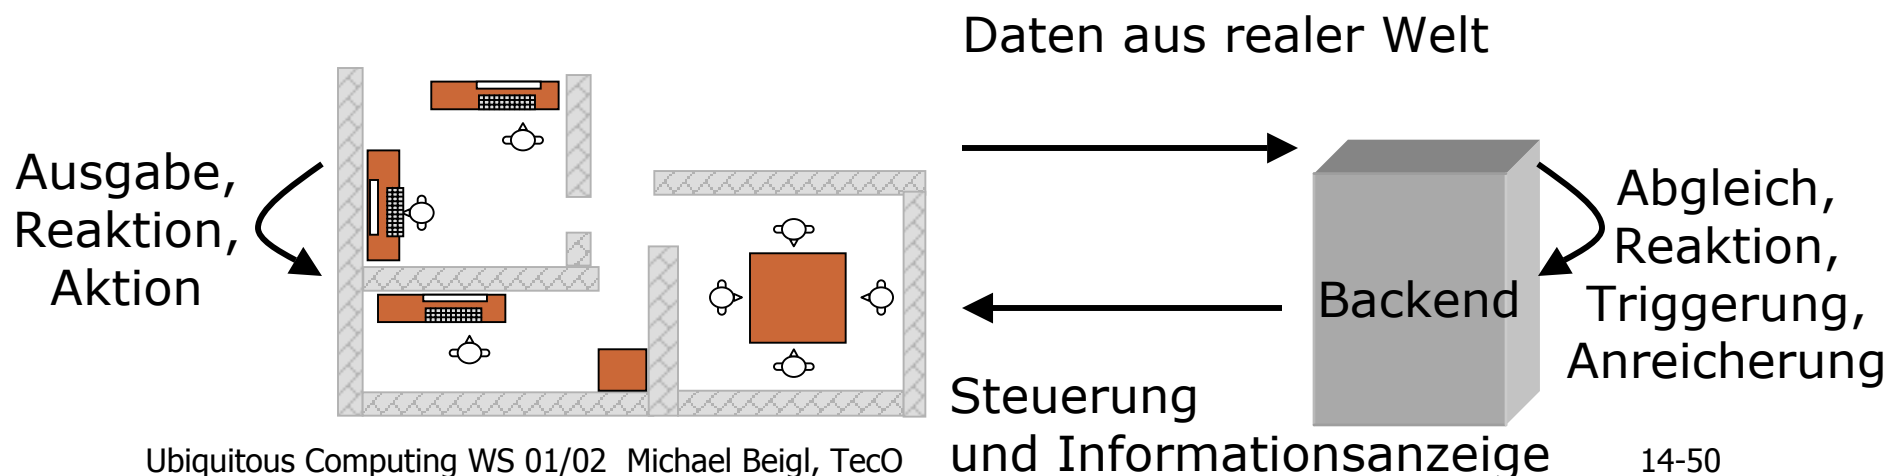 Daten aus realer Welt
Ausgabe,
Reaktion,
Aktion
Backend
Abgleich,
Reaktion,
Triggerung,
Anreicherung
Steuerung
und Informationsanzeige
Ubiquitous Computing WS 01/02 Michael Beigl, TecO
14-50